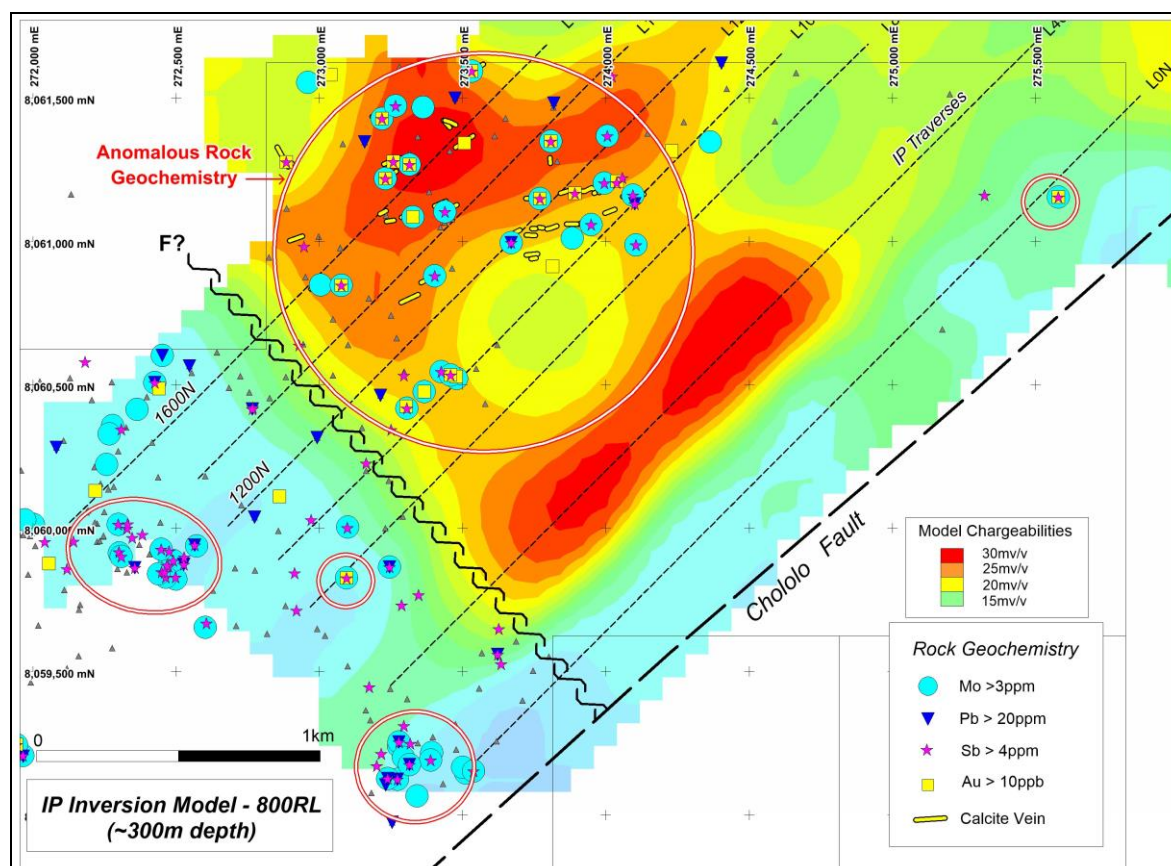 272,000 mE
272,500 mE
273,000 mE
273,500 mE
274,000 mE
274,500 mE
275,000 mE
275,500 mE
L0N
8,061,500 mN
IP Traverses
Anomalous Rock
Geochemistry
8,061,000 mN
F?
8,060,500 mN
1600N
1200N
8,060,000 mN
Chololo Fault
Model Chargeabilities
30mv/v
25mv/v
20mv/v
15mv/v
8,059,500 mN
Rock Geochemistry
Mo >3ppm
Pb > 20ppm
Sb > 4ppm
Au > 10ppb
Calcite Vein
0
1km
IP Inversion Model - 800RL
(~300m depth)